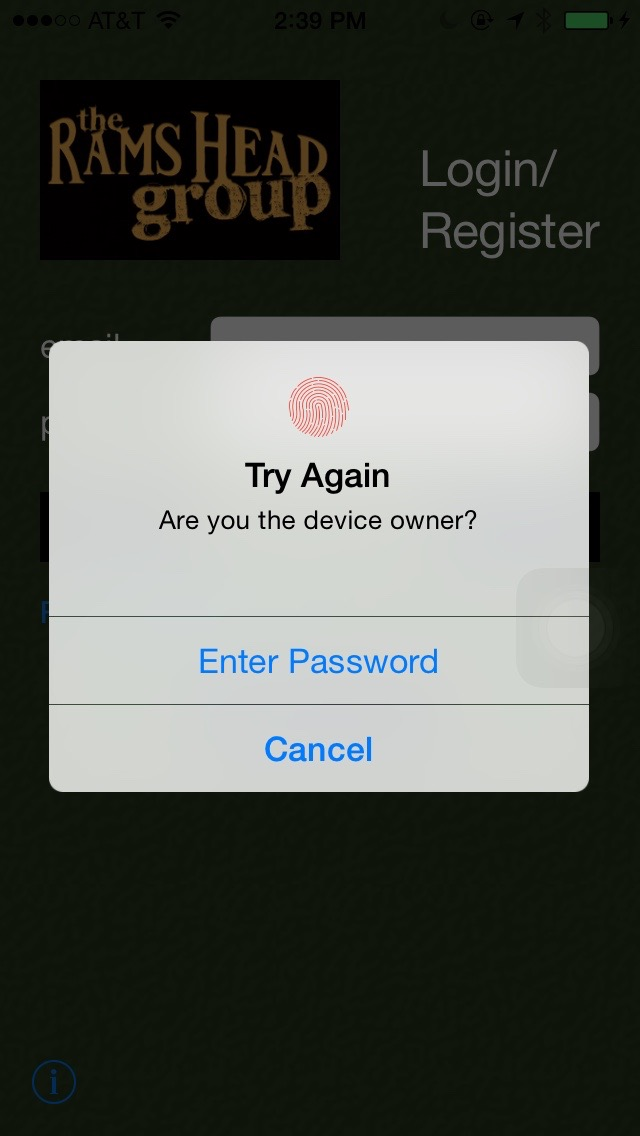 AT&T 2:39 PM
the
RAMS HEAD
group
Login/
Register
email
Try Again
Are you the device owner?
Enter Password
Cancel
i